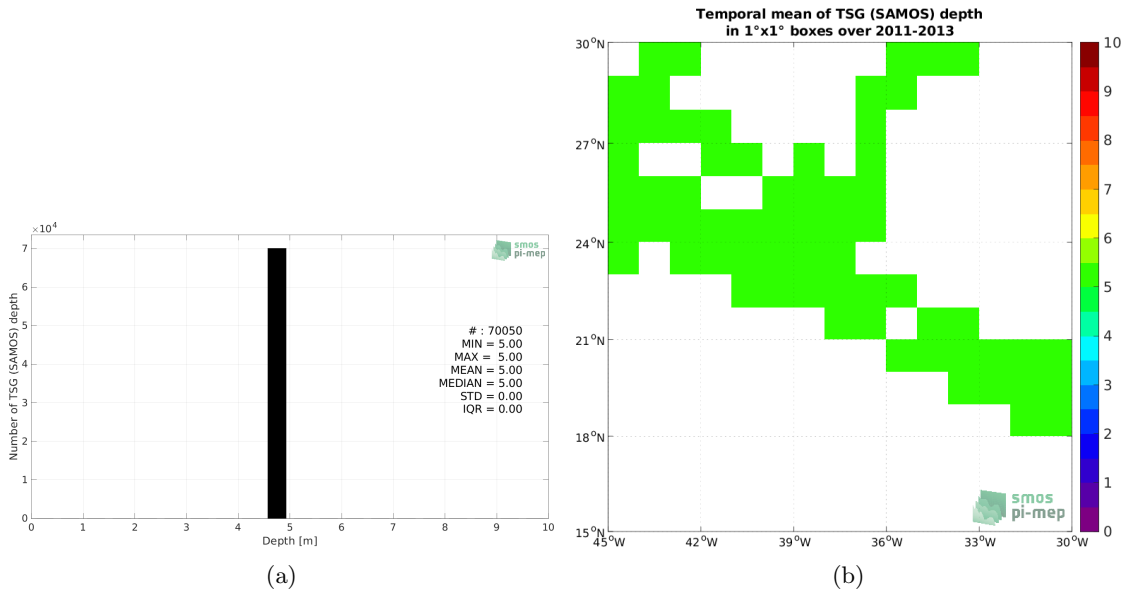 ×10⁴
7
6
5
4
3
2
1
0
Number of TSG (SAMOS) depth
smos
pi-mep
# : 70050
MIN = 5.00
MAX = 5.00
MEAN = 5.00
MEDIAN = 5.00
STD = 0.00
IQR = 0.00
0 1 2 3 4 5 6 7 8 9 10
Depth [m]
(a)
Temporal mean of TSG (SAMOS) depth
in 1°x1° boxes over 2011-2013
30°N
27°N
24°N
21°N
18°N
15°N
45°W 42°W 39°W 36°W 33°W 30°W
smos
pi-mep
10
9
8
7
6
5
4
3
2
1
0
(b)